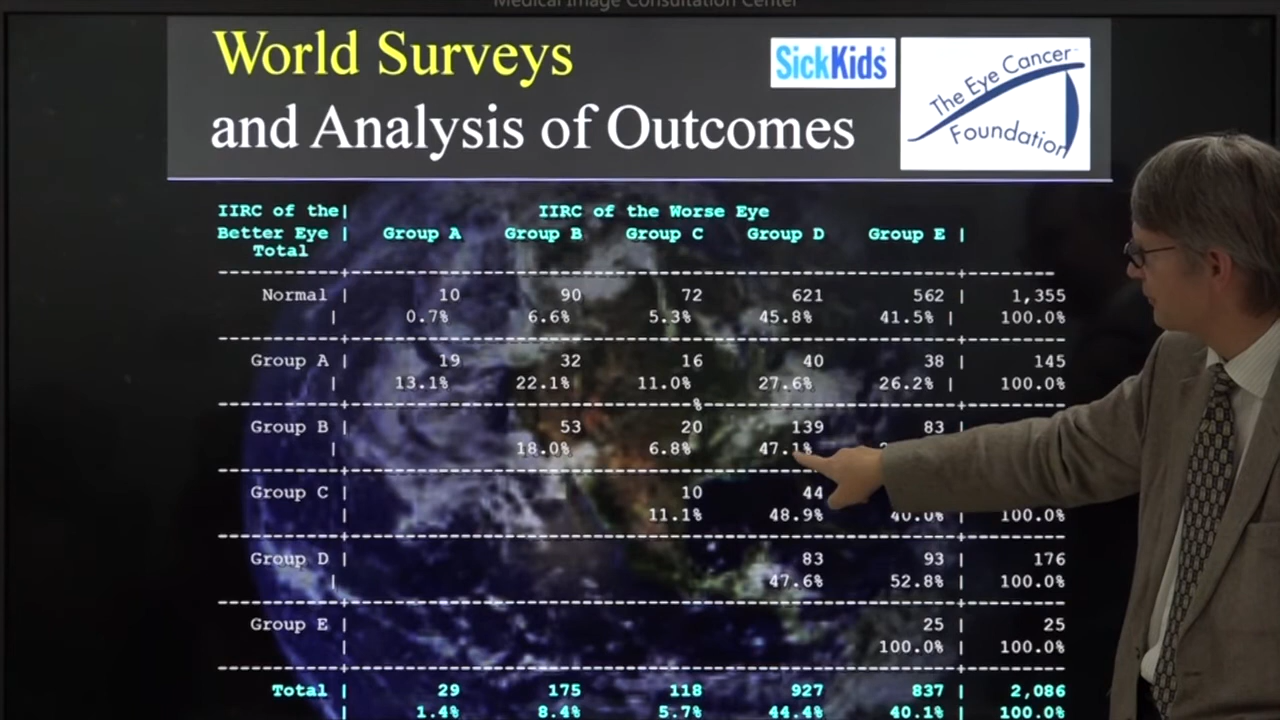 Medical Image Consultation Center
World Surveys
and Analysis of Outcomes
SickKids
The Eye Cancer
Foundation
IIRC of the| IIRC of the Worse Eye
Better Eye | Group A Group B Group C Group D Group E |
Total
Normal | 10 90 72 621 562 | 1,355
| 0.7% 6.6% 5.3% 45.8% 41.5% | 100.0%
Group A | 19 32 16 40 38 | 145
| 13.1% 22.1% 11.0% 27.6% 26.2% | 100.0%
%
Group B | 53 20 139 83
| 18.0% 6.8% 47.1%
Group C | 10 44
| 11.1% 48.9% 40.0% | 100.0%
Group D | 83 93 | 176
| 47.6% 52.8% | 100.0%
Group E | 25 | 25
100.0% | 100.0%
Total | 29 175 118 927 837 | 2,086
| 1.4% 8.4% 5.7% 44.4% 40.1% | 100.0%